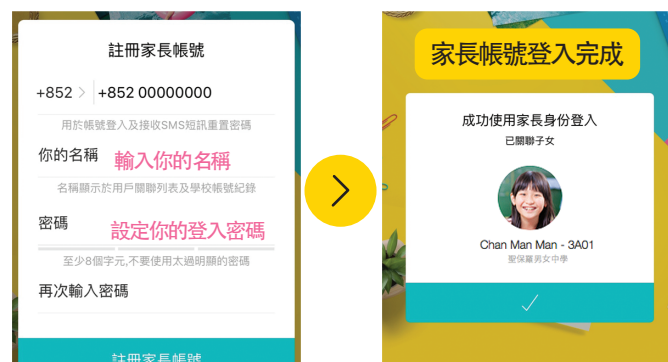 註冊家長帳號
+852 > +852 00000000
用於帳號登入及接收SMS短訊重置密碼
你的名稱 輸入你的名稱
名稱顯示於用戶關聯列表及學校帳號紀錄
密碼 設定你的登入密碼
至少8個字元,不要使用太過明顯的密碼
再次輸入密碼
註冊家長帳號
家長帳號登入完成
成功使用家長身份登入
已關聯子女
Chan Man Man - 3A01
聖保羅男女中學